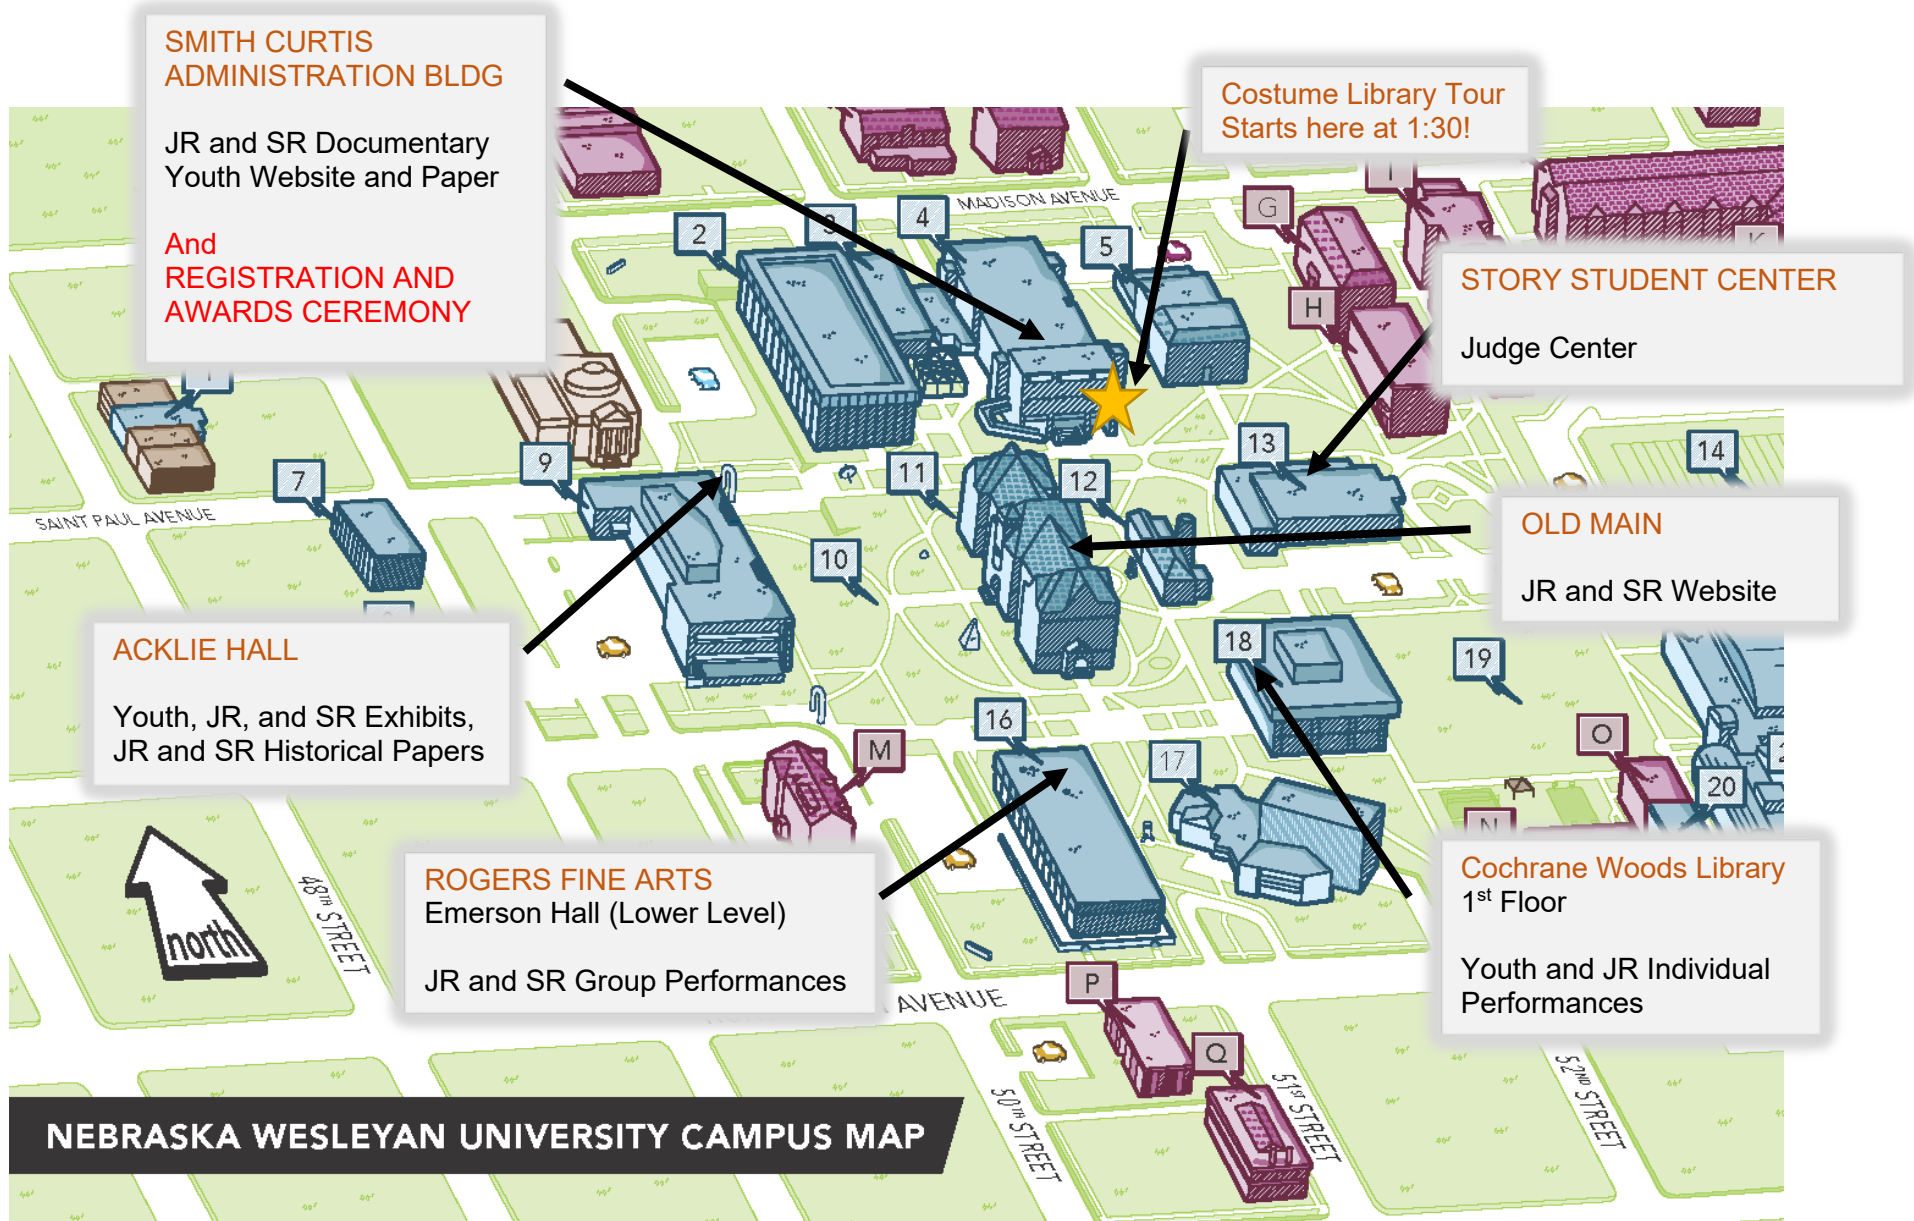 SMITH CURTIS
ADMINISTRATION BLDG
JR and SR Documentary
Youth Website and Paper
And
REGISTRATION AND
AWARDS CEREMONY
Costume Library Tour
Starts here at 1:30!
MADISON AVENUE
2
3
4
5
G
H
I
K
STORY STUDENT CENTER
Judge Center
1
7
9
11
12
13
14
SAINT PAUL AVENUE
OLD MAIN
JR and SR Website
10
ACKLIE HALL
Youth, JR, and SR Exhibits,
JR and SR Historical Papers
18
19
16
17
M
O
20
N
ROGERS FINE ARTS
Emerson Hall (Lower Level)
JR and SR Group Performances
Cochrane Woods Library
1st Floor
Youth and JR Individual
Performances
north
48TH STREET
AVENUE
P
Q
50TH STREET
51ST STREET
52ND STREET
NEBRASKA WESLEYAN UNIVERSITY CAMPUS MAP